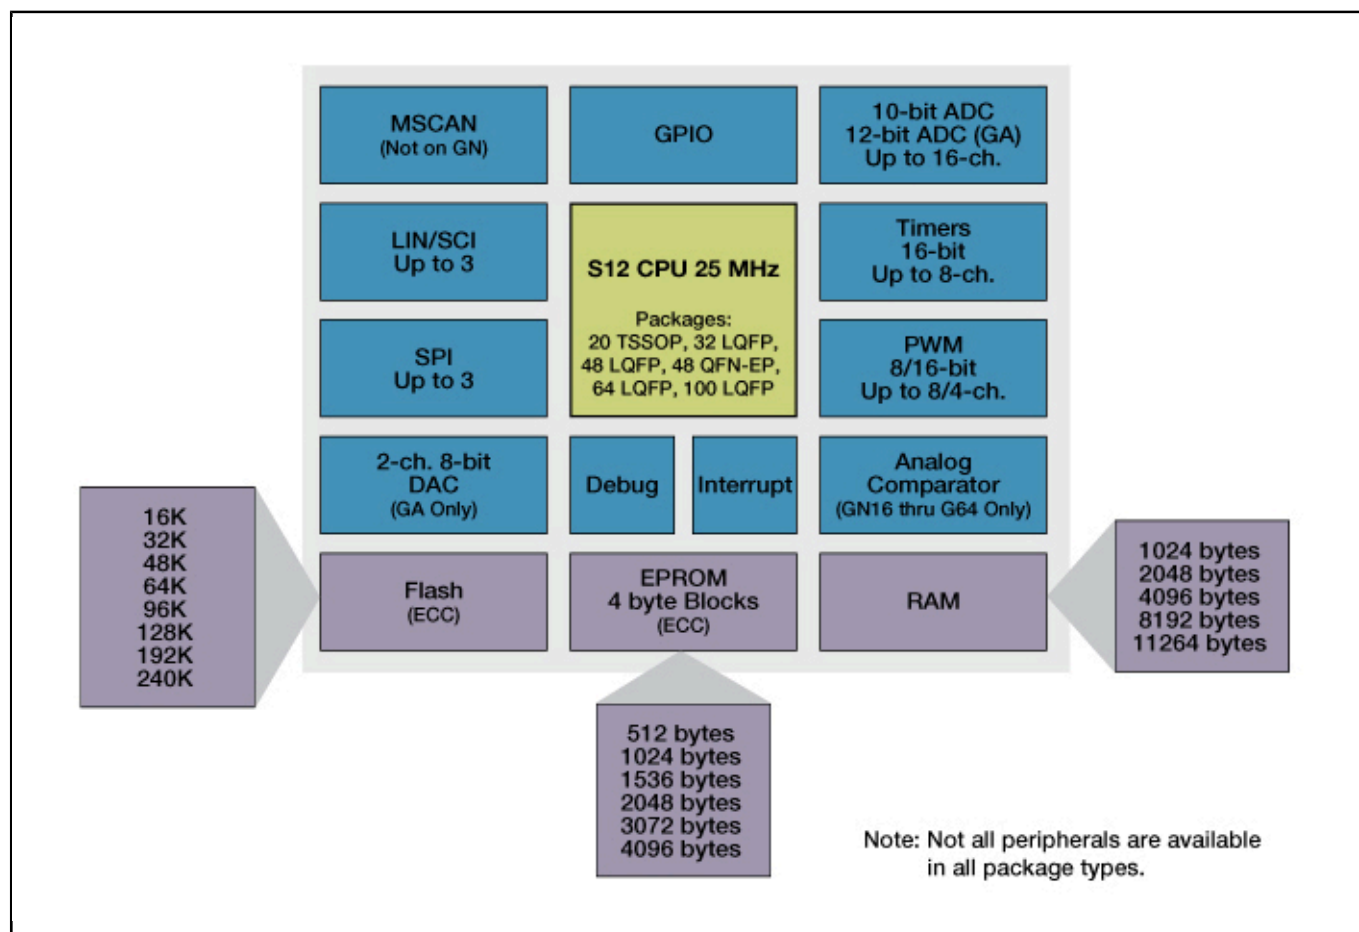 MSCAN
(Not on GN)
GPIO
10-bit ADC
12-bit ADC (GA)
Up to 16-ch.
LIN/SCI
Up to 3
S12 CPU 25 MHz
Packages:
20 TSSOP, 32 LQFP,
48 LQFP, 48 QFN-EP,
64 LQFP, 100 LQFP
Timers
16-bit
Up to 8-ch.
SPI
Up to 3
PWM
8/16-bit
Up to 8/4-ch.
2-ch. 8-bit
DAC
(GA Only)
Debug
Interrupt
Analog
Comparator
(GN16 thru G64 Only)
Flash
(ECC)
EPROM
4 byte Blocks
(ECC)
RAM
16K
32K
48K
64K
96K
128K
192K
240K
1024 bytes
2048 bytes
4096 bytes
8192 bytes
11264 bytes
512 bytes
1024 bytes
1536 bytes
2048 bytes
3072 bytes
4096 bytes
Note: Not all peripherals are available
in all package types.